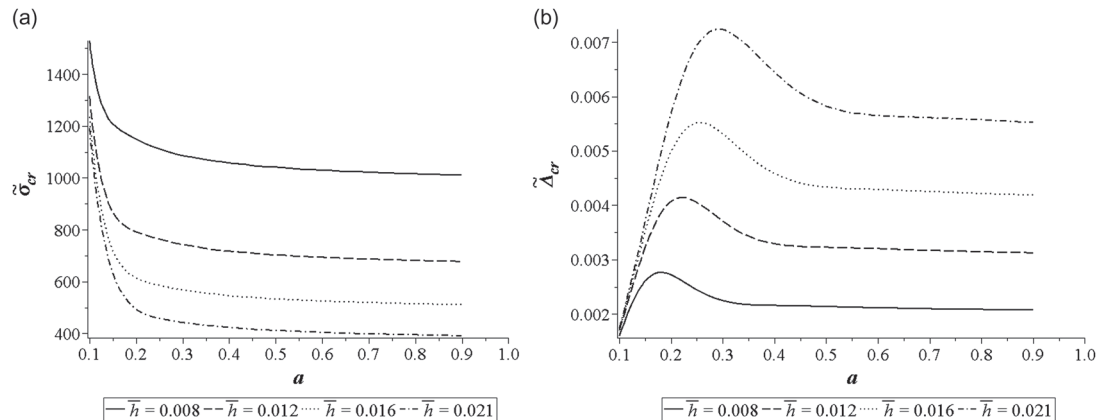 (a)
σ̃cr
1400
1200
1000
800
600
400
0.1 0.2 0.3 0.4 0.5 0.6 0.7 0.8 0.9 1.0
a
h̅ = 0.008 h̅ = 0.012 h̅ = 0.016 h̅ = 0.021
(b)
Δ̃cr
0.007
0.006
0.005
0.004
0.003
0.002
0.1 0.2 0.3 0.4 0.5 0.6 0.7 0.8 0.9 1.0
a
h̅ = 0.008 h̅ = 0.012 h̅ = 0.016 h̅ = 0.021